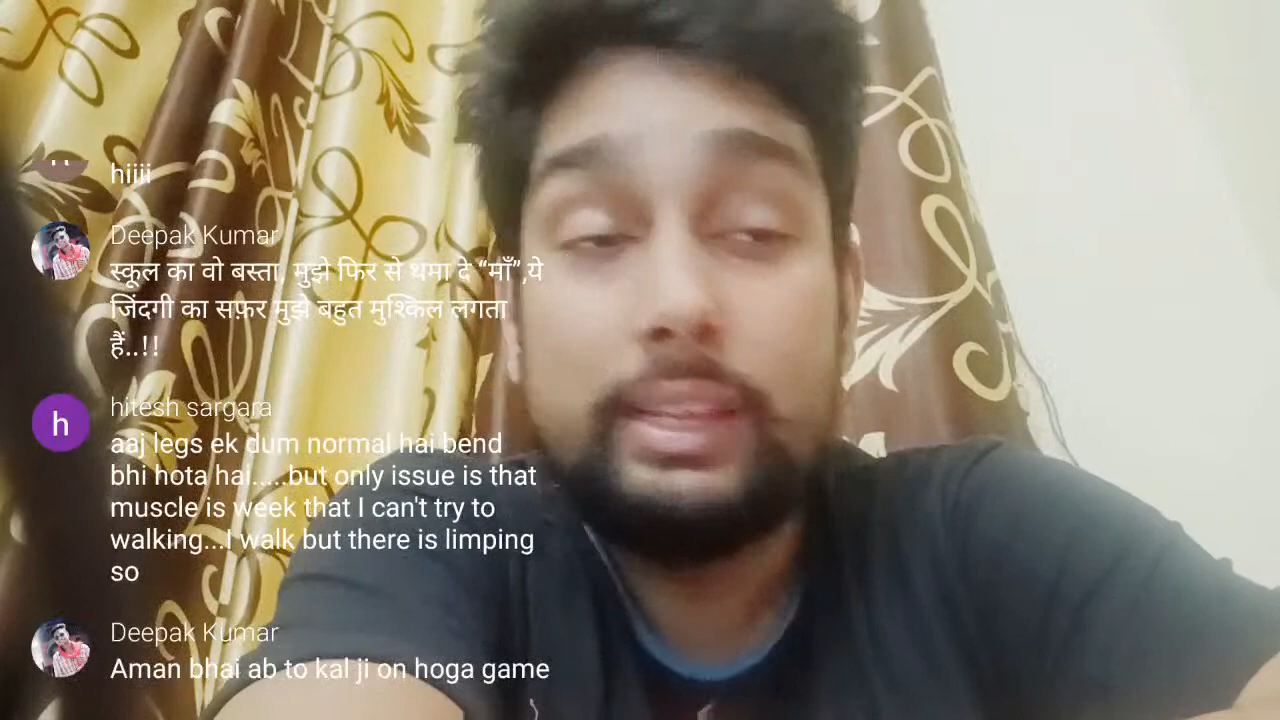 hiiii
Deepak Kumar
स्कूल का वो बस्ता, मुझे फिर से थमा दे “माँ”,ये
जिंदगी का सफ़र मुझे बहुत मुश्किल लगता
हैं..!!
h
hitesh sargara
aaj legs ek dum normal hai bend
bhi hota hai.....but only issue is that
muscle is week that I can't try to
walking...I walk but there is limping
so
Deepak Kumar
Aman bhai ab to kal ji on hoga game